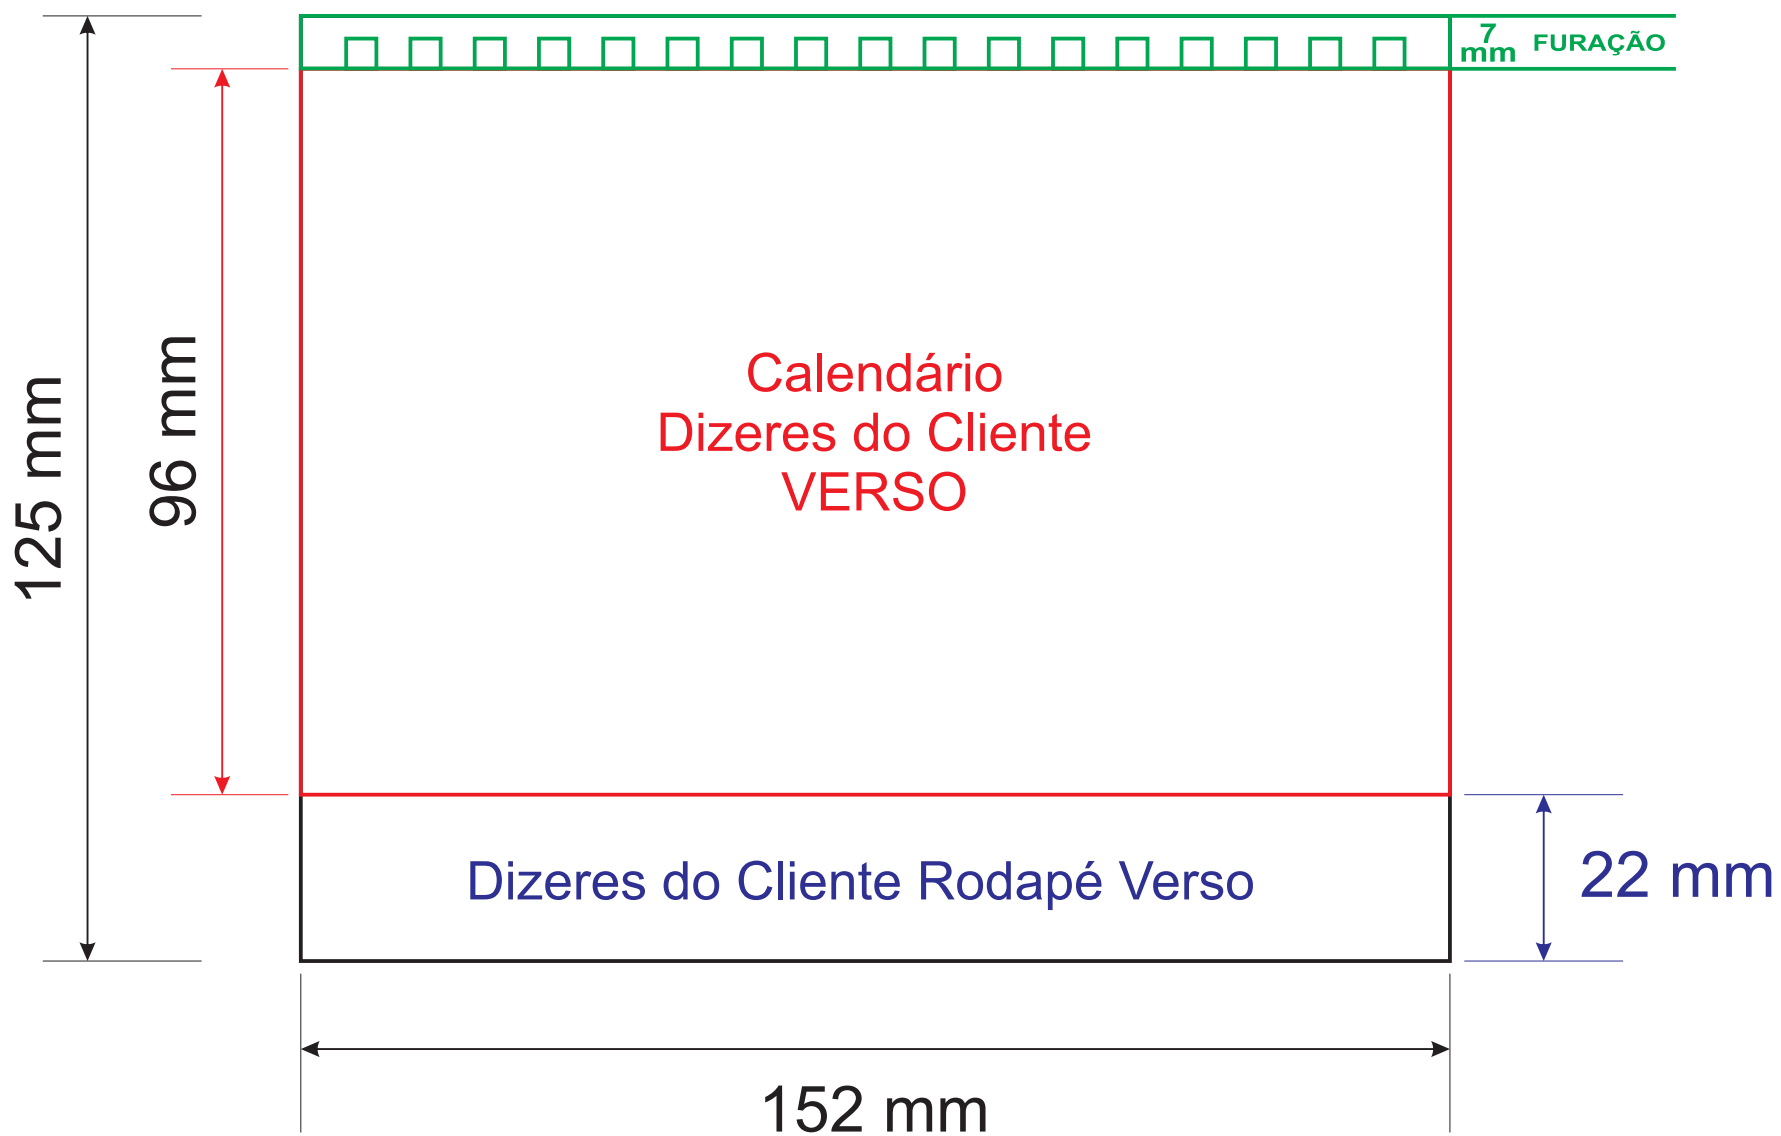 7
mm
FURAÇÃO
125 mm
96 mm
Calendário
Dizeres do Cliente
VERSO
Dizeres do Cliente Rodapé Verso
22 mm
152 mm